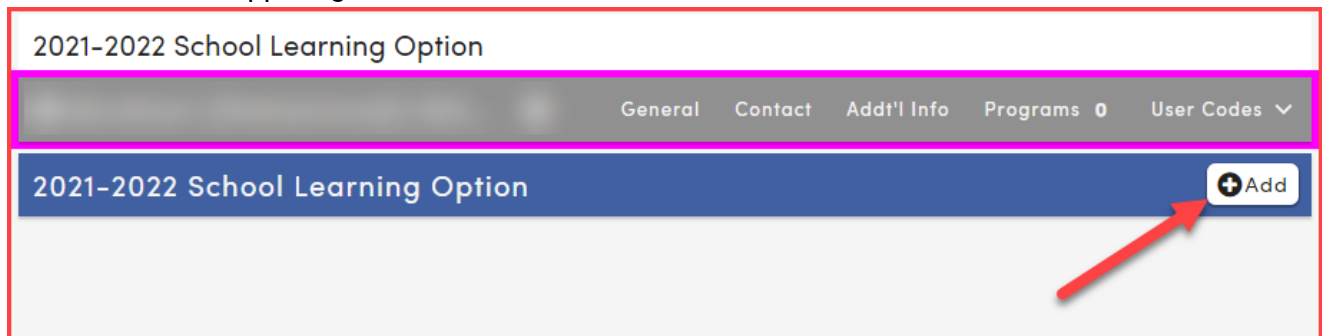 2021-2022 School Learning Option
General Contact Addt'l Info Programs 0 User Codes
2021-2022 School Learning Option
Add